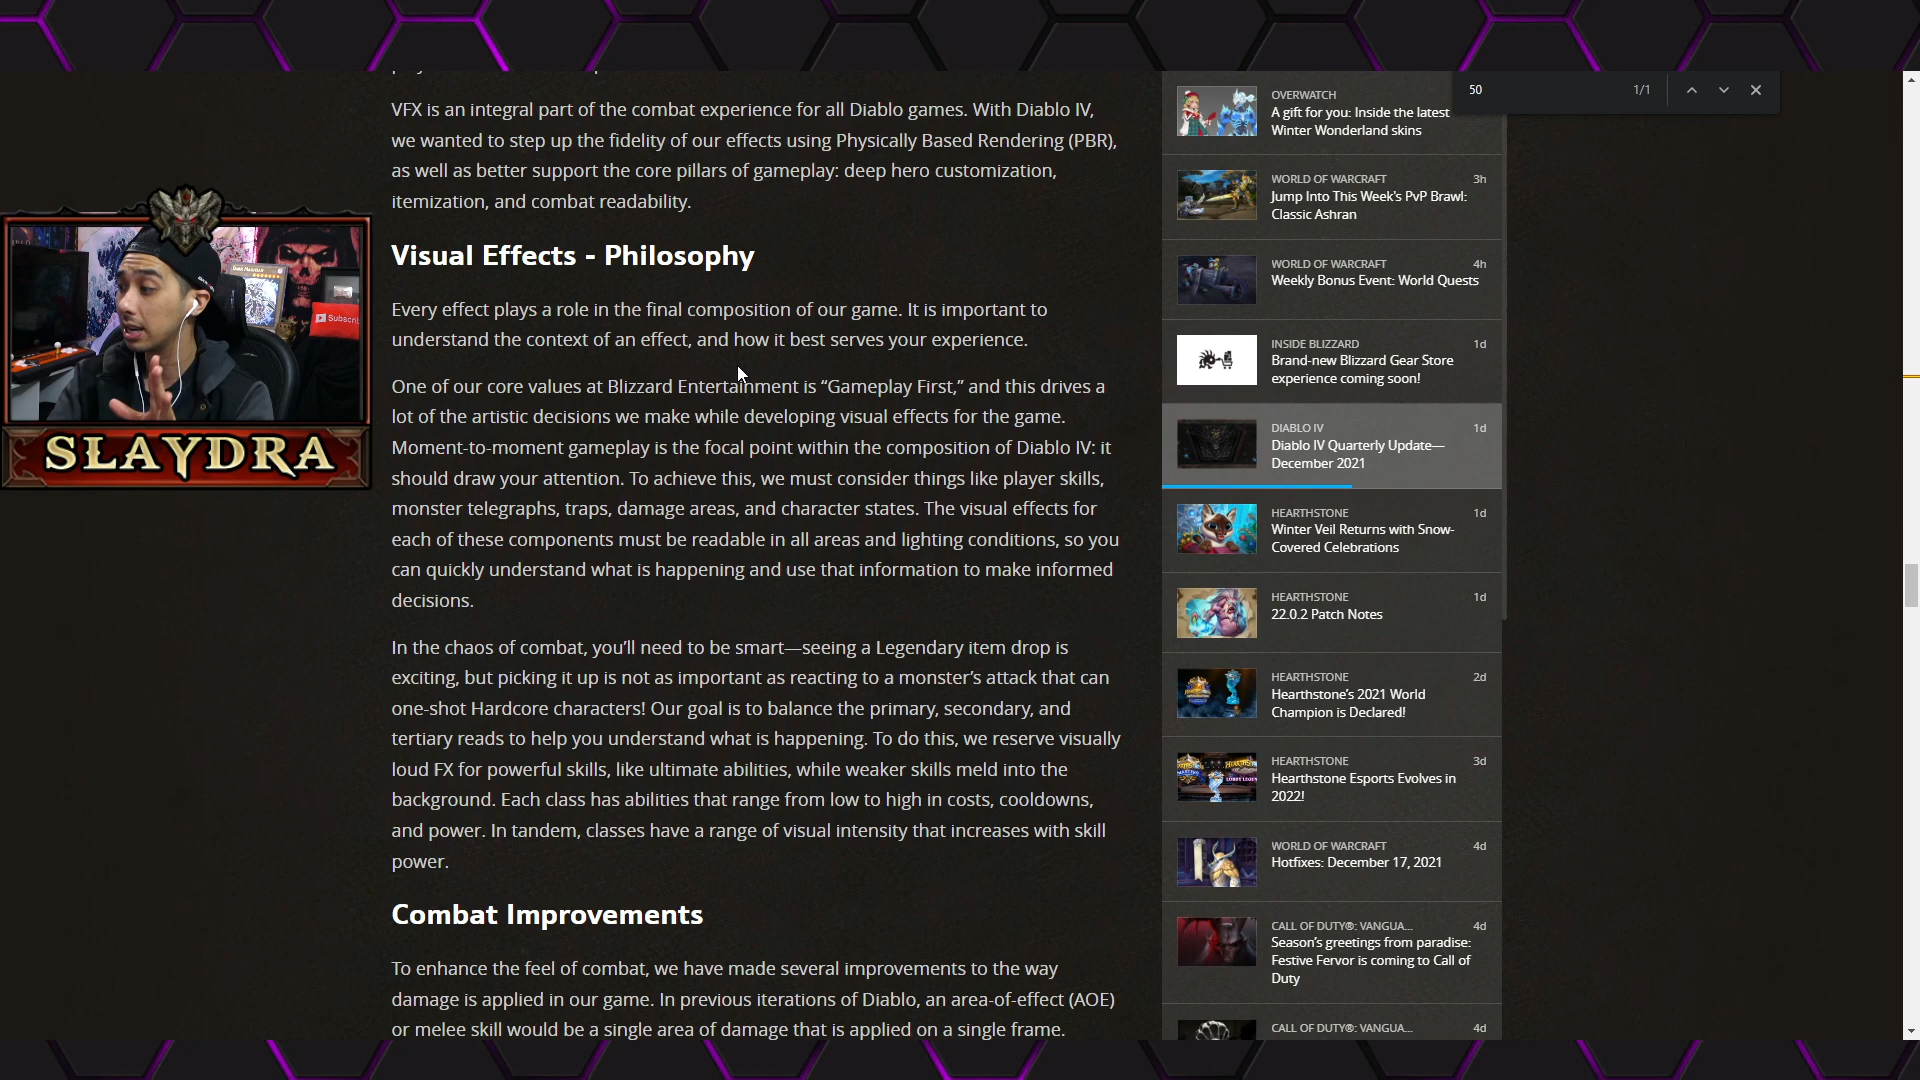 VFX is an integral part of the combat experience for all Diablo games. With Diablo IV,
we wanted to step up the fidelity of our effects using Physically Based Rendering (PBR),
as well as better support the core pillars of gameplay: deep hero customization,
itemization, and combat readability.
Visual Effects - Philosophy
Every effect plays a role in the final composition of our game. It is important to
understand the context of an effect, and how it best serves your experience.
One of our core values at Blizzard Entertainment is “Gameplay First,” and this drives a
lot of the artistic decisions we make while developing visual effects for the game.
Moment-to-moment gameplay is the focal point within the composition of Diablo IV: it
should draw your attention. To achieve this, we must consider things like player skills,
monster telegraphs, traps, damage areas, and character states. The visual effects for
each of these components must be readable in all areas and lighting conditions, so you
can quickly understand what is happening and use that information to make informed
decisions.
In the chaos of combat, you’ll need to be smart—seeing a Legendary item drop is
exciting, but picking it up is not as important as reacting to a monster’s attack that can
one-shot Hardcore characters! Our goal is to balance the primary, secondary, and
tertiary reads to help you understand what is happening. To do this, we reserve visually
loud FX for powerful skills, like ultimate abilities, while weaker skills meld into the
background. Each class has abilities that range from low to high in costs, cooldowns,
and power. In tandem, classes have a range of visual intensity that increases with skill
power.
Combat Improvements
To enhance the feel of combat, we have made several improvements to the way
damage is applied in our game. In previous iterations of Diablo, an area-of-effect (AOE)
or melee skill would be a single area of damage that is applied on a single frame.
SLAYDRA
Dark Magician
Subscri
50
1/1
OVERWATCH
A gift for you: Inside the latest
Winter Wonderland skins
WORLD OF WARCRAFT 3h
Jump Into This Week's PvP Brawl:
Classic Ashran
WORLD OF WARCRAFT 4h
Weekly Bonus Event: World Quests
INSIDE BLIZZARD 1d
Brand-new Blizzard Gear Store
experience coming soon!
DIABLO IV 1d
Diablo IV Quarterly Update—
December 2021
HEARTHSTONE 1d
Winter Veil Returns with Snow-
Covered Celebrations
HEARTHSTONE 1d
22.0.2 Patch Notes
HEARTHSTONE 2d
Hearthstone’s 2021 World
Champion is Declared!
HEARTHSTONE 3d
Hearthstone Esports Evolves in
2022!
WORLD OF WARCRAFT 4d
Hotfixes: December 17, 2021
CALL OF DUTY®: VANGUA... 4d
Season’s greetings from paradise:
Festive Fervor is coming to Call of
Duty
CALL OF DUTY®: VANGUA... 4d